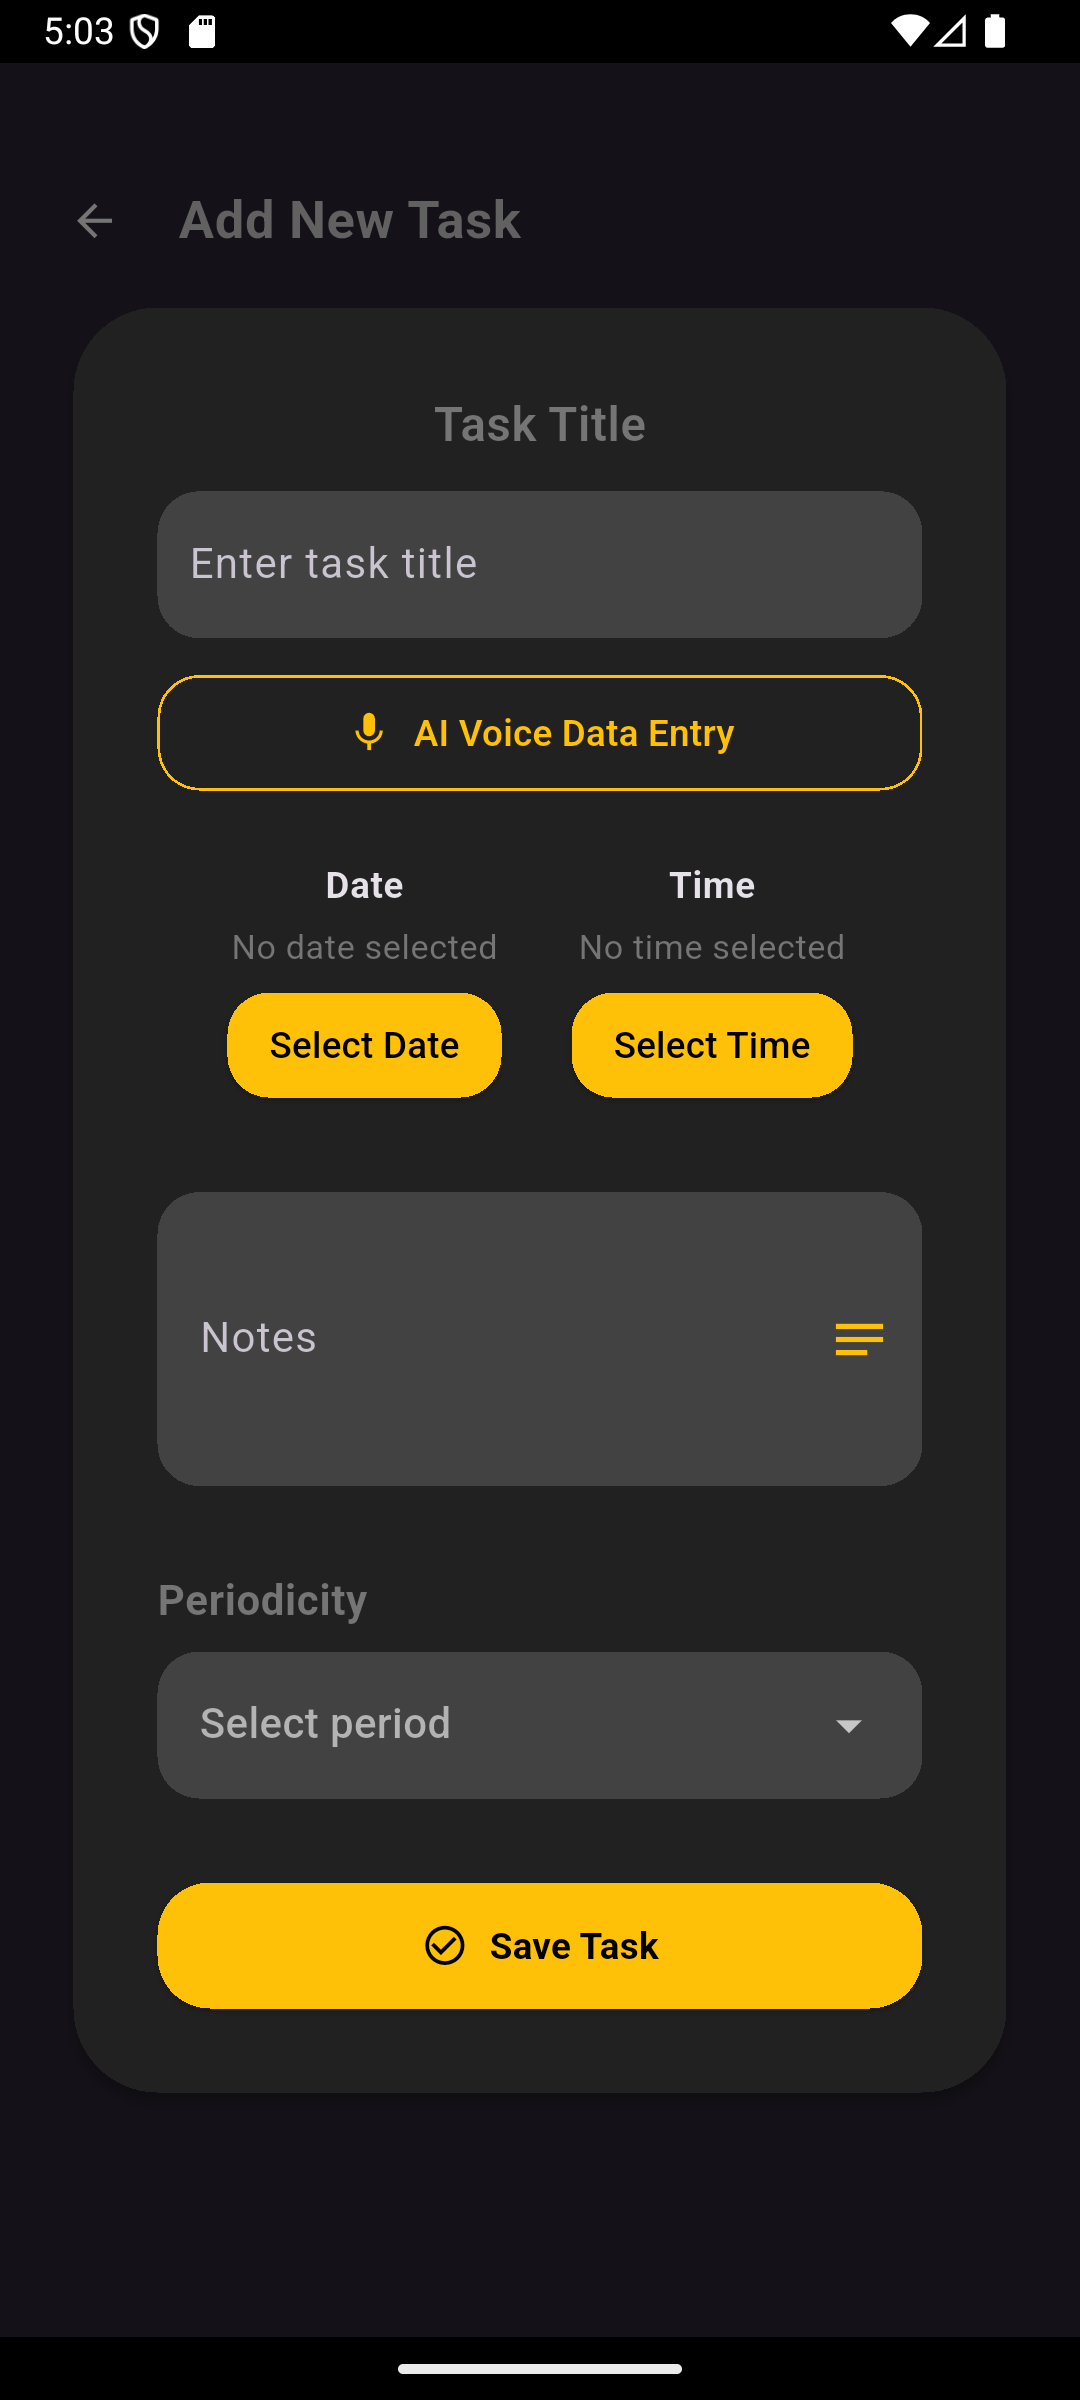 5:03
Add New Task
Task Title
Enter task title
AI Voice Data Entry
Date
Time
No date selected
No time selected
Select Date
Select Time
Notes
Periodicity
Select period
Save Task